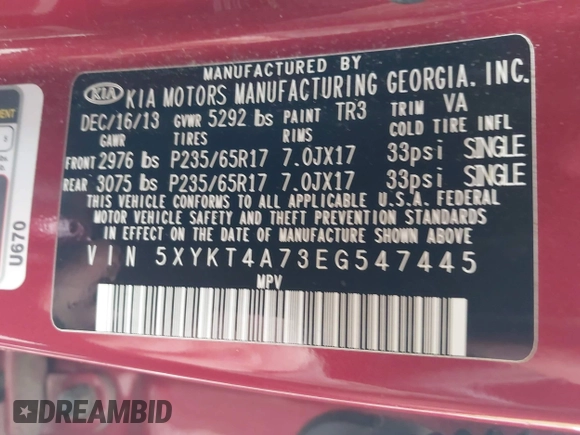 MANUFACTURED BY
KIA KIA MOTORS MANUFACTURING GEORGIA, INC.
DEC/16/13 GVWR 5292 lbs PAINT TR3 TRIM VA
GAWR TIRES RIMS COLD TIRE INFL
FRONT 2976 lbs P235/65R17 7.0JX17 33psi SINGLE
REAR 3075 lbs P235/65R17 7.0JX17 33psi SINGLE
THIS VEHICLE CONFORMS TO ALL APPLICABLE U.S.A. FEDERAL
MOTOR VEHICLE SAFETY AND THEFT PREVENTION STANDARDS
IN EFFECT ON THE DATE OF MANUFACTURE SHOWN ABOVE
VIN 5XYKT4A73EG547445
MPV
U670
DREAMBID